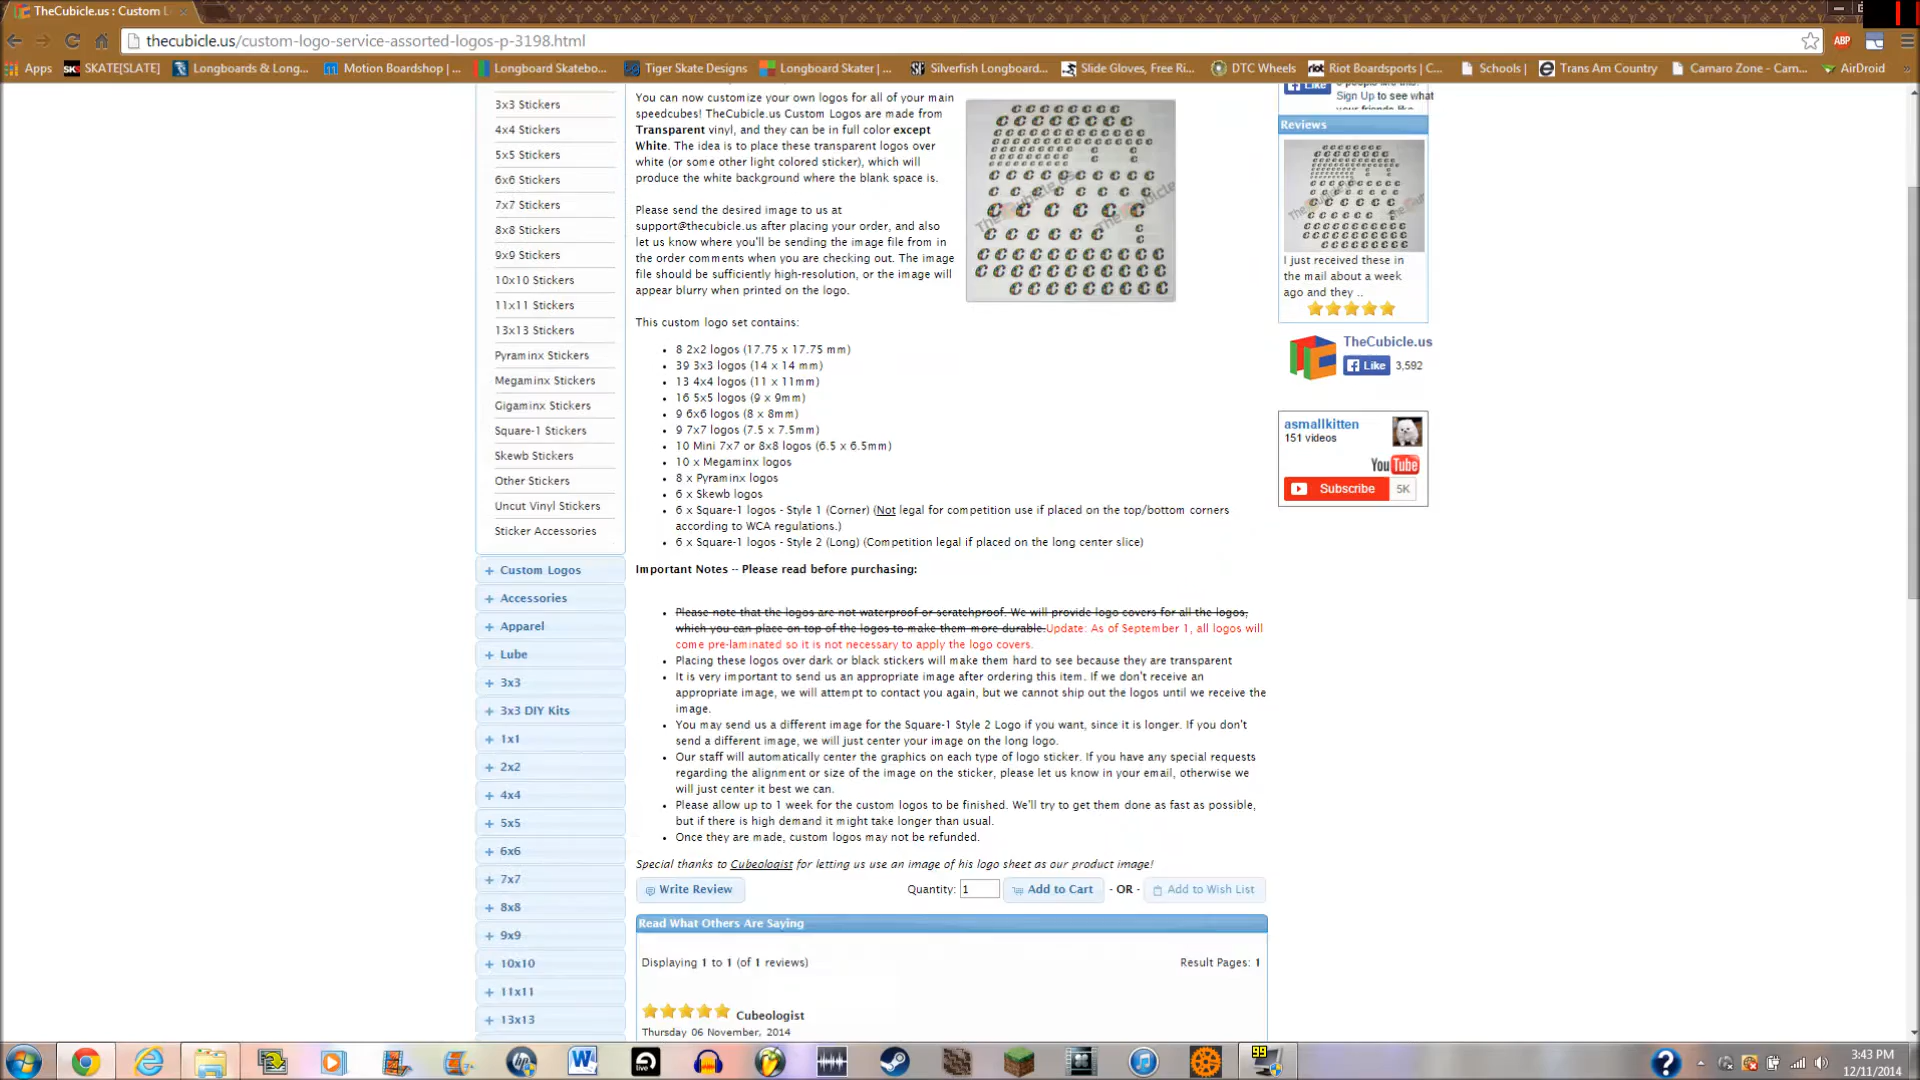 TheCubicle.us : Custom L
thecubicle.us/custom-logo-service-assorted-logos-p-3198.html
ABP
Apps
SKATE[SLATE]
Longboards & Long...
Motion Boardshop | ...
Longboard Skatebo...
Tiger Skate Designs
Longboard Skater | ...
Silverfish Longboard...
Slide Gloves, Free Ri...
DTC Wheels
Riot Boardsports | C...
Schools |
Trans Am Country
Camaro Zone - Cam...
AirDroid
3x3 Stickers
4x4 Stickers
5x5 Stickers
6x6 Stickers
7x7 Stickers
8x8 Stickers
9x9 Stickers
10x10 Stickers
11x11 Stickers
13x13 Stickers
Pyraminx Stickers
Megaminx Stickers
Gigaminx Stickers
Square-1 Stickers
Skewb Stickers
Other Stickers
Uncut Vinyl Stickers
Sticker Accessories
+ Custom Logos
+ Accessories
+ Apparel
+ Lube
+ 3x3
+ 3x3 DIY Kits
+ 1x1
+ 2x2
+ 4x4
+ 5x5
+ 6x6
+ 7x7
+ 8x8
+ 9x9
+ 10x10
+ 11x11
+ 13x13
You can now customize your own logos for all of your main
speedcubes! TheCubicle.us Custom Logos are made from
Transparent vinyl, and they can be in full color except
White. The idea is to place these transparent logos over
white (or some other light colored sticker), which will
produce the white background where the blank space is.
Please send the desired image to us at
support@thecubicle.us after placing your order, and also
let us know where you'll be sending the image file from in
the order comments when you are checking out. The image
file should be sufficiently high-resolution, or the image will
appear blurry when printed on the logo.
This custom logo set contains:
• 8 2x2 logos (17.75 x 17.75 mm)
• 39 3x3 logos (14 x 14 mm)
• 13 4x4 logos (11 x 11mm)
• 16 5x5 logos (9 x 9mm)
• 9 6x6 logos (8 x 8mm)
• 9 7x7 logos (7.5 x 7.5mm)
• 10 Mini 7x7 or 8x8 logos (6.5 x 6.5mm)
• 10 x Megaminx logos
• 8 x Pyraminx logos
• 6 x Skewb logos
• 6 x Square-1 logos - Style 1 (Corner) (Not legal for competition use if placed on the top/bottom corners
according to WCA regulations.)
• 6 x Square-1 logos - Style 2 (Long) (Competition legal if placed on the long center slice)
Important Notes -- Please read before purchasing:
• Please note that the logos are not waterproof or scratchproof. We will provide logo covers for all the logos,
which you can place on top of the logos to make them more durable.Update: As of September 1, all logos will
come pre-laminated so it is not necessary to apply the logo covers.
• Placing these logos over dark or black stickers will make them hard to see because they are transparent
• It is very important to send us an appropriate image after ordering this item. If we don't receive an
appropriate image, we will attempt to contact you again, but we cannot ship out the logos until we receive the
image.
• You may send us a different image for the Square-1 Style 2 Logo if you want, since it is longer. If you don't
send a different image, we will just center your image on the long logo.
• Our staff will automatically center the graphics on each type of logo sticker. If you have any special requests
regarding the alignment or size of the image on the sticker, please let us know in your email, otherwise we
will just center it best we can.
• Please allow up to 1 week for the custom logos to be finished. We'll try to get them done as fast as possible,
but if there is high demand it might take longer than usual.
• Once they are made, custom logos may not be refunded.
Special thanks to Cubeologist for letting us use an image of his logo sheet as our product image!
Write Review
Quantity: 1 Add to Cart - OR - Add to Wish List
Read What Others Are Saying
Displaying 1 to 1 (of 1 reviews)
Result Pages: 1
Cubeologist
Thursday 06 November, 2014
Like
Sign Up to see what
Reviews
I just received these in
the mail about a week
ago and they ..
TheCubicle.us
Like 3,592
asmallkitten
151 videos
YouTube
Subscribe 5K
live
99
3:43 PM
12/11/2014